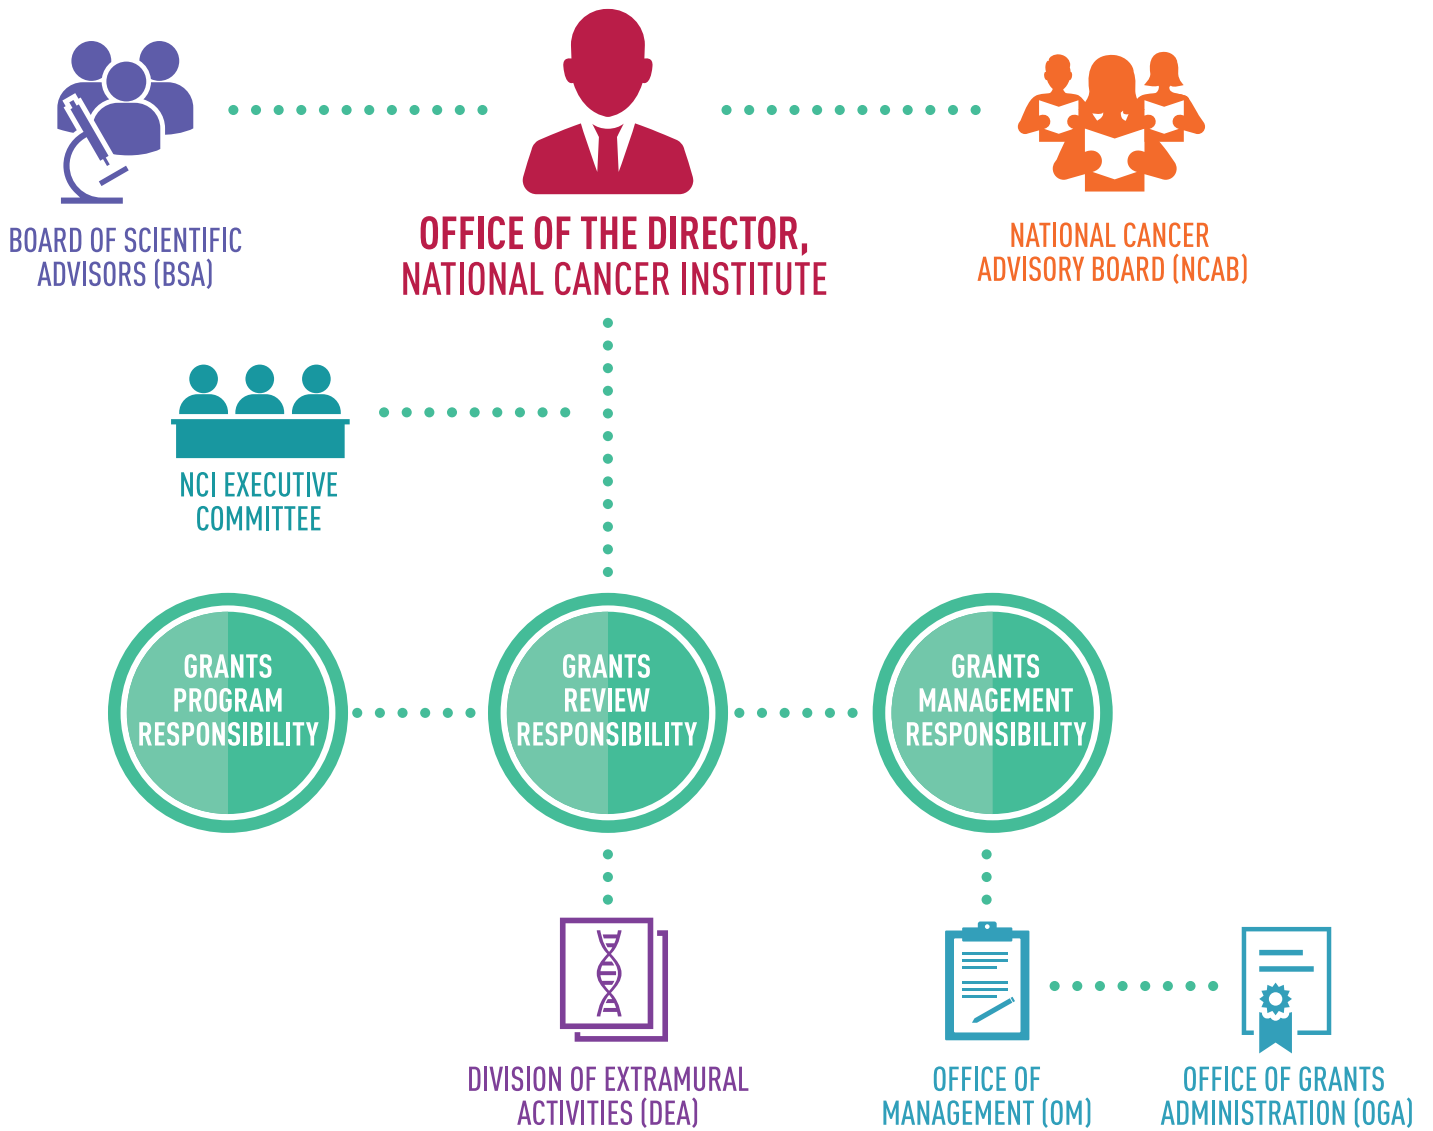 BOARD OF SCIENTIFIC
ADVISORS (BSA)
OFFICE OF THE DIRECTOR,
NATIONAL CANCER INSTITUTE
NATIONAL CANCER
ADVISORY BOARD (NCAB)
NCI EXECUTIVE
COMMITTEE
GRANTS
PROGRAM
RESPONSIBILITY
GRANTS
REVIEW
RESPONSIBILITY
GRANTS
MANAGEMENT
RESPONSIBILITY
DIVISION OF EXTRAMURAL
ACTIVITIES (DEA)
OFFICE OF
MANAGEMENT (OM)
OFFICE OF GRANTS
ADMINISTRATION (OGA)